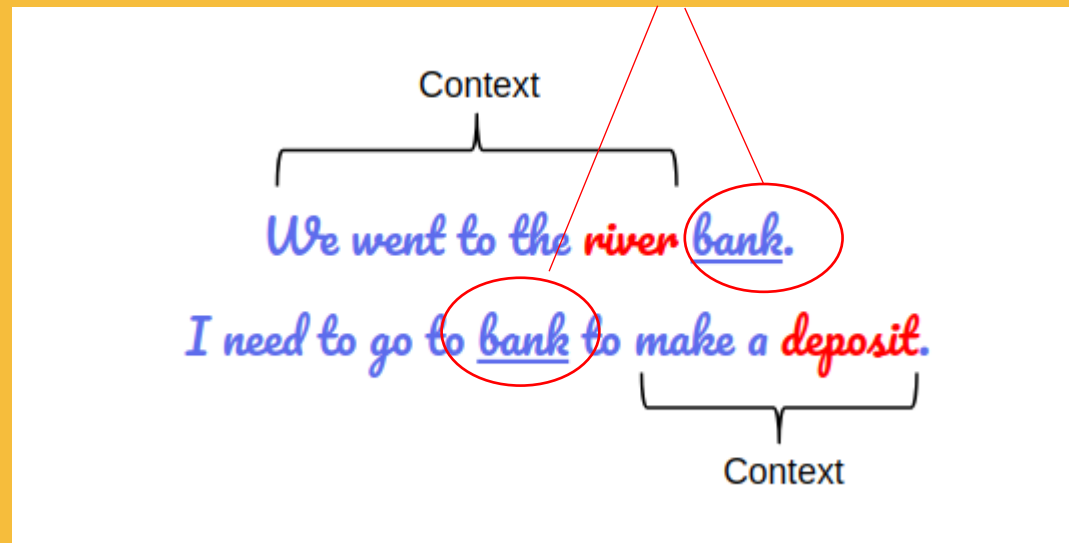 Context
We went to the river bank.
I need to go to bank to make a deposit.
Context